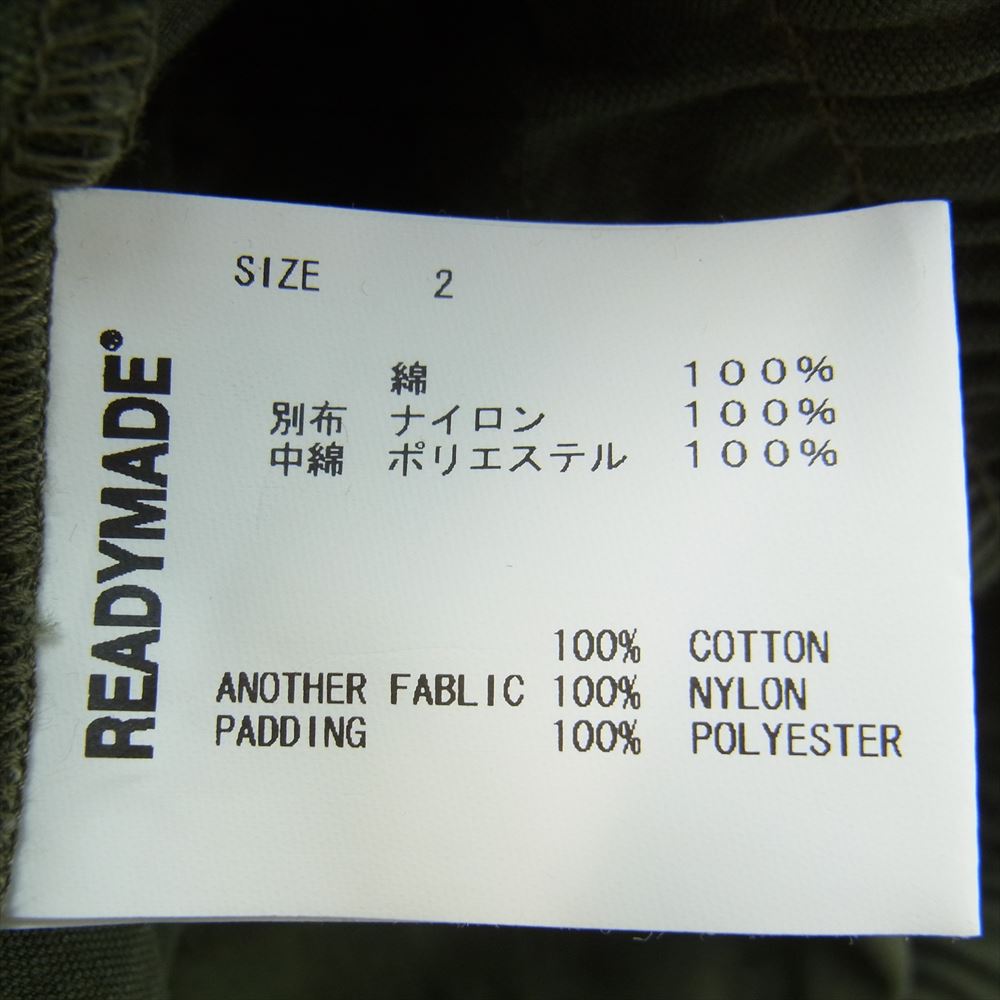 SIZE 2
綿 １００％
別布 ナイロン １００％
中綿 ポリエステル １００％
100% COTTON
ANOTHER FABLIC 100% NYLON
PADDING 100% POLYESTER
READYMADE